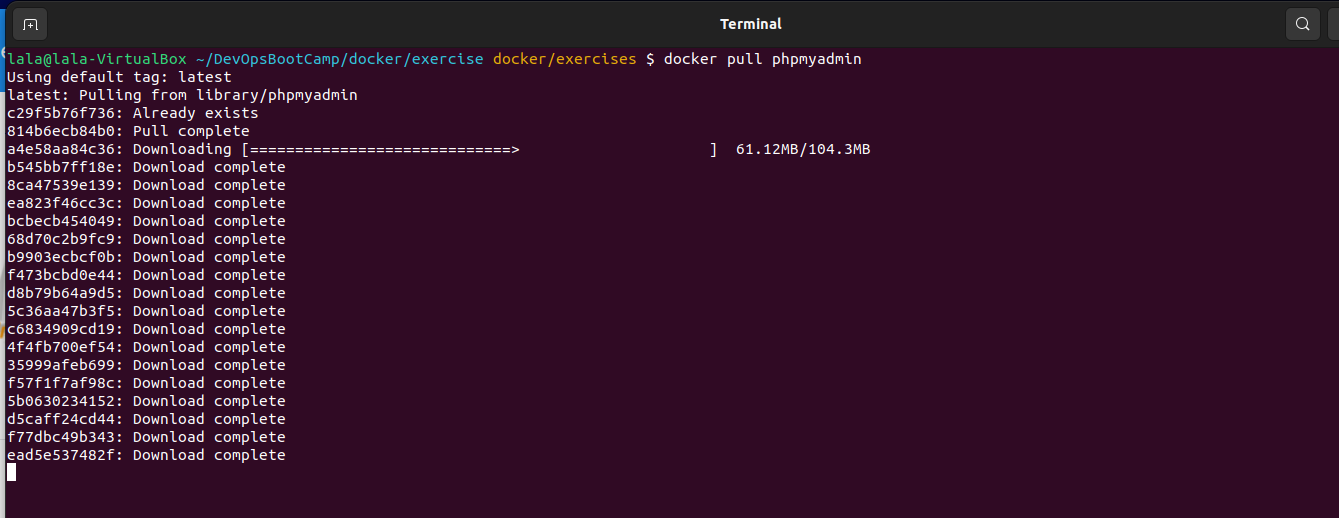 Terminal
lala@lala-VirtualBox ~/DevOpsBootCamp/docker/exercise docker/exercises $ docker pull phpmyadmin
Using default tag: latest
latest: Pulling from library/phpmyadmin
c29f5b76f736: Already exists
814b6ecb84b0: Pull complete
a4e58aa84c36: Downloading [=============================>                     ]  61.12MB/104.3MB
b545bb7ff18e: Download complete
8ca47539e139: Download complete
ea823f46cc3c: Download complete
bcbecb454049: Download complete
68d70c2b9fc9: Download complete
b9903ecbcf0b: Download complete
f473bcbd0e44: Download complete
d8b79b64a9d5: Download complete
5c36aa47b3f5: Download complete
c6834909cd19: Download complete
4f4fb700ef54: Download complete
35999afeb699: Download complete
f57f1f7af98c: Download complete
5b0630234152: Download complete
d5caff24cd44: Download complete
f77dbc49b343: Download complete
ead5e537482f: Download complete